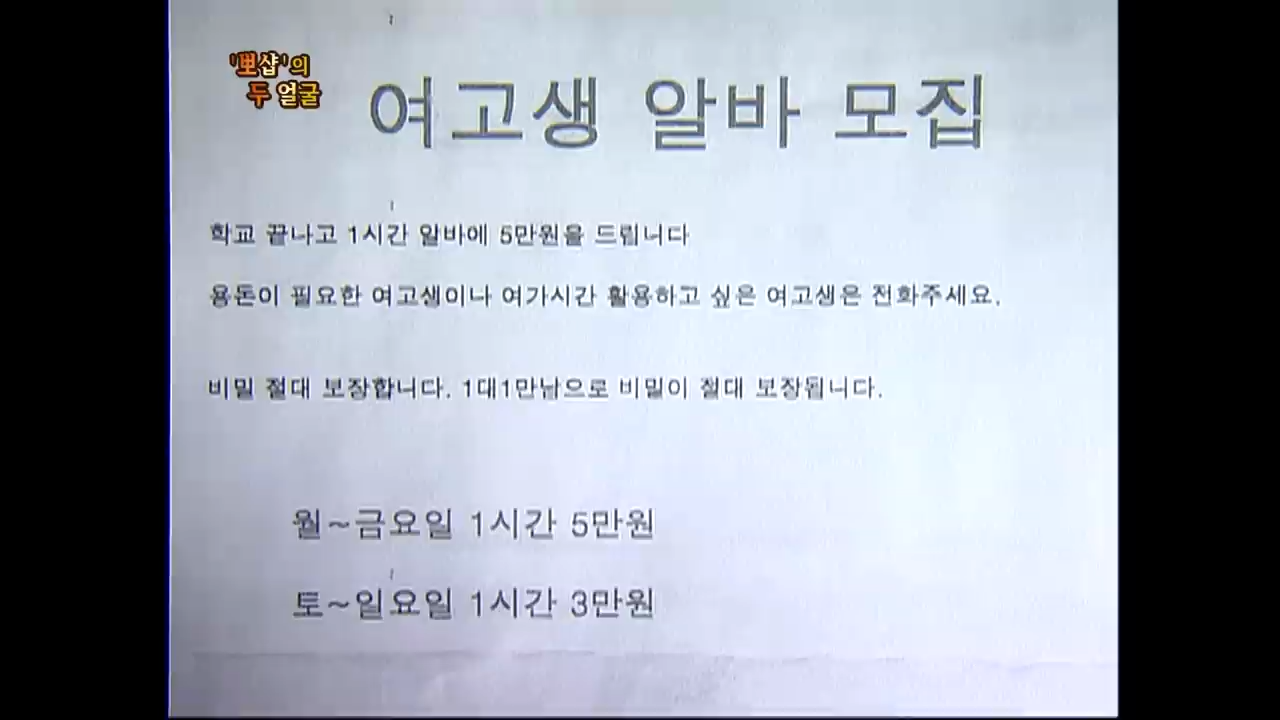 '뽀샵'의
두 얼굴
여고생 알바 모집
학교 끝나고 1시간 알바에 5만원을 드립니다
용돈이 필요한 여고생이나 여가시간 활용하고 싶은 여고생은 전화주세요.
비밀 절대 보장합니다. 1대1만남으로 비밀이 절대 보장됩니다.
월~금요일 1시간 5만원
토~일요일 1시간 3만원